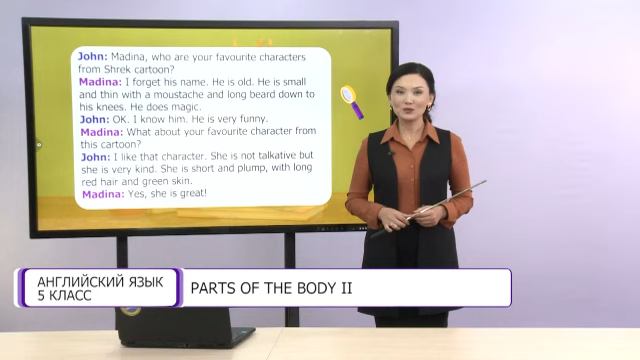 John: Madina, who are your favourite characters
from Shrek cartoon?
Madina: I forget his name. He is old. He is small
and thin with a moustache and long beard down to
his knees. He does magic.
John: OK. I know him. He is very funny.
Madina: What about your favourite character from
this cartoon?
John: I like that character. She is not talkative but
she is very kind. She is short and plump, with long
red hair and green skin.
Madina: Yes, she is great!
АНГЛИЙСКИЙ ЯЗЫК
5 КЛАСС
PARTS OF THE BODY II